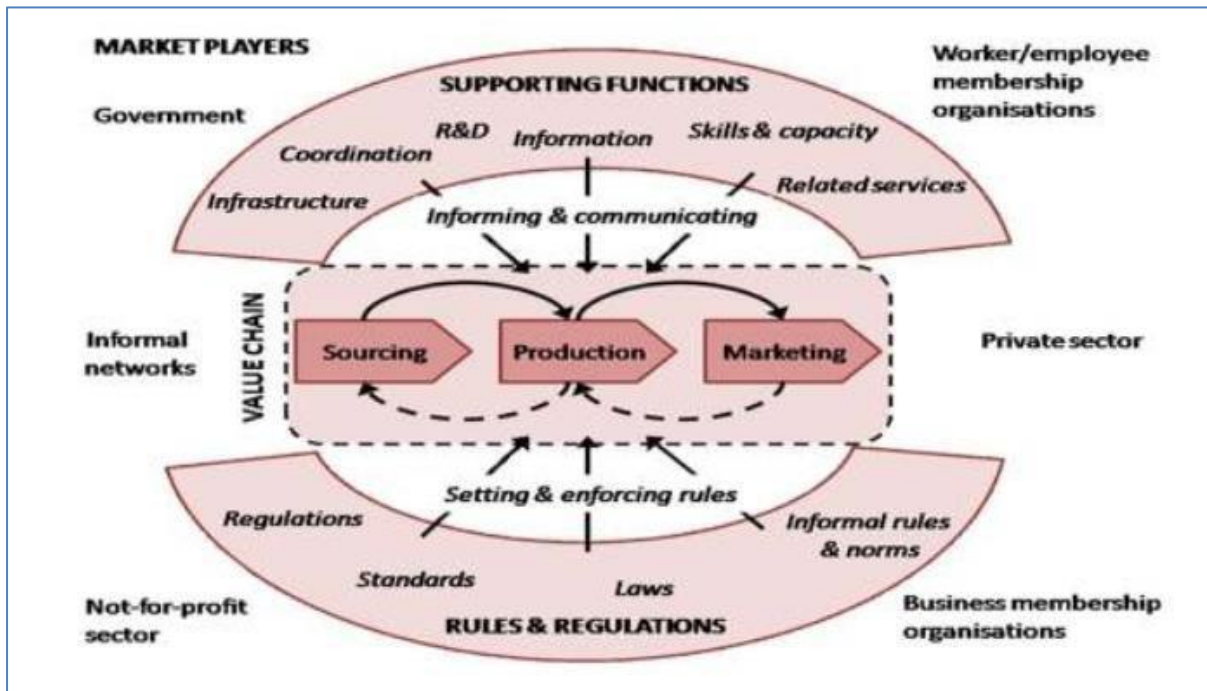 MARKET PLAYERS
Government
Worker/employee
membership
organisations
SUPPORTING FUNCTIONS
R&D
Information
Skills & capacity
Coordination
Infrastructure
Related services
Informing & communicating
Informal
networks
VALUE CHAIN
Sourcing
Production
Marketing
Private sector
Setting & enforcing rules
Regulations
Standards
Laws
Informal rules
& norms
RULES & REGULATIONS
Not-for-profit
sector
Business membership
organisations